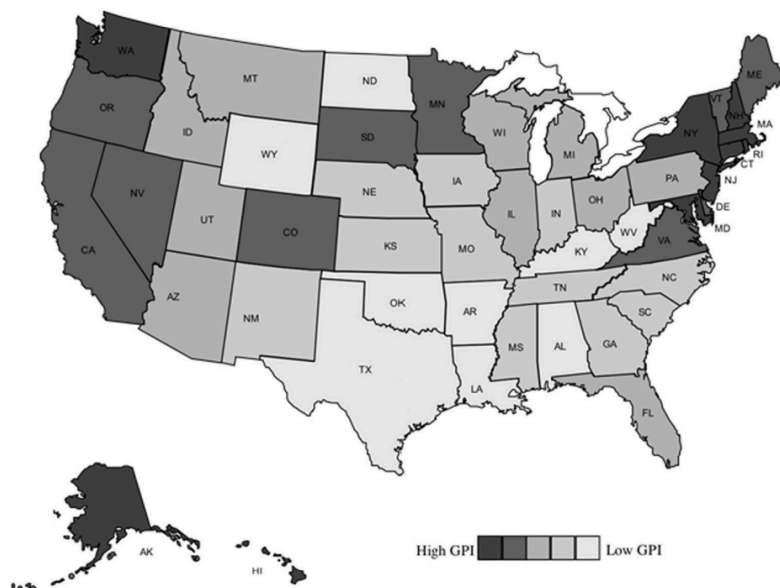 WA
ME
MT
ND
VT
MN
OR
NH
MA
ID
SD
WI
NY
WY
MI
RI
CT
IA
PA
NJ
NV
NE
OH
IL
IN
DE
UT
CO
MD
CA
WV
VA
KS
MO
KY
NC
TN
AZ
OK
NM
AR
SC
MS
AL
GA
TX
LA
FL
High GPI
Low GPI
AK
HI